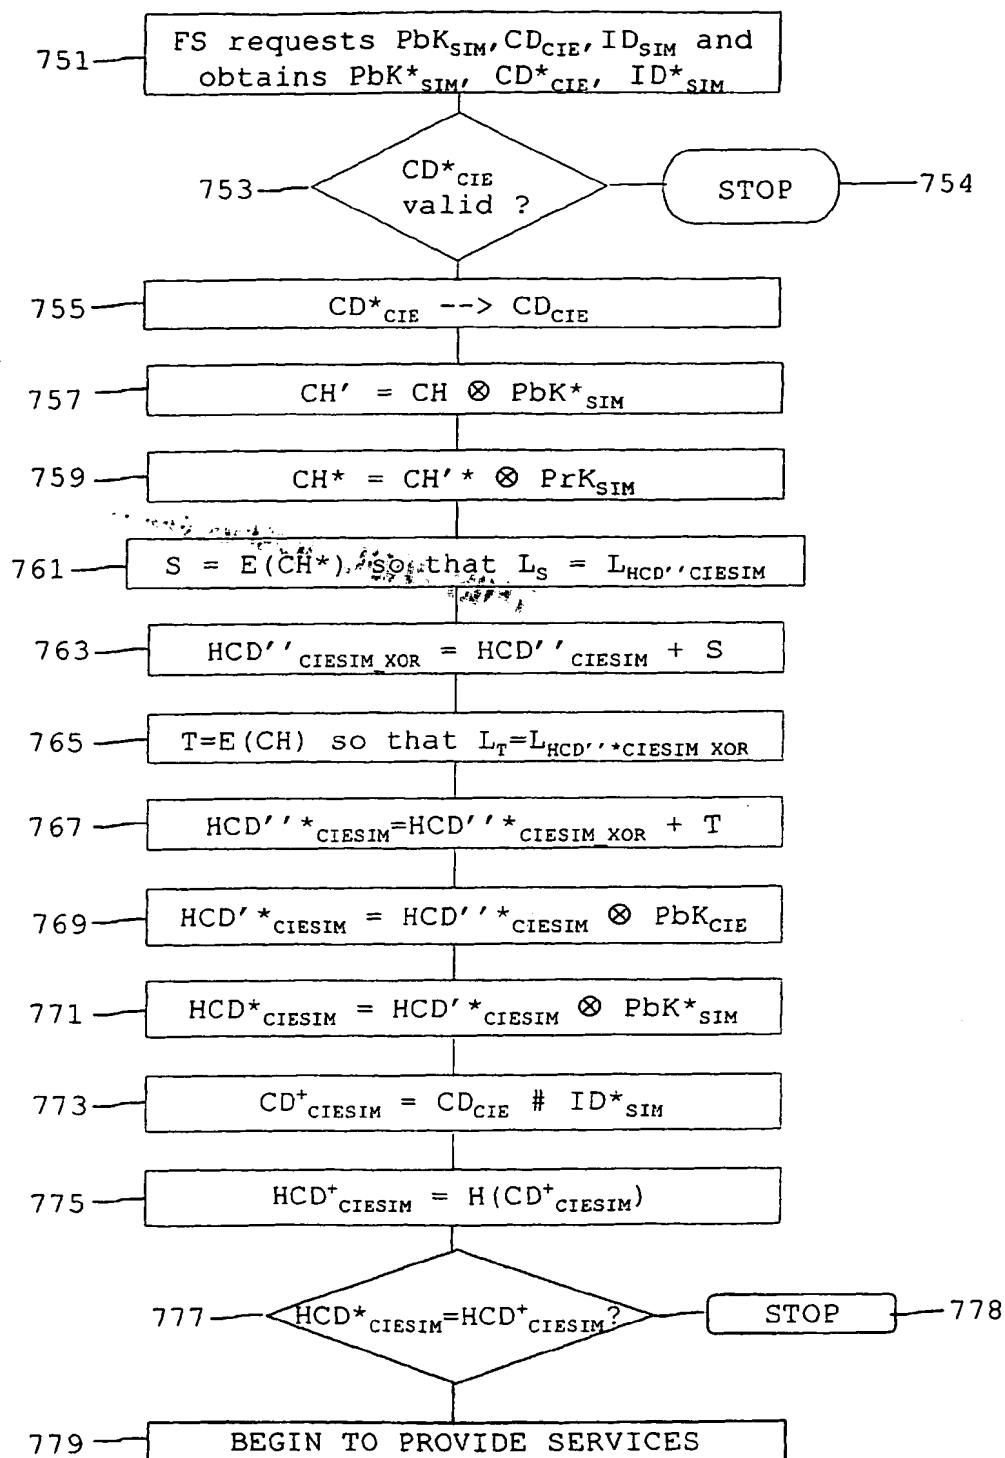 751
FS requests PbK_SIM, CD_CIE, ID_SIM and
obtains PbK*_SIM, CD*_CIE, ID*_SIM
753
CD*_CIE
valid ?
STOP
754
755
CD*_CIE --> CD_CIE
757
CH' = CH ⊗ PbK*_SIM
759
CH* = CH'* ⊗ PrK_SIM
761
S = E(CH*), so that L_S = L_HCD''CIESIM
763
HCD''_CIESIM_XOR = HCD''_CIESIM + S
765
T=E(CH) so that L_T=L_HCD''*CIESIM_XOR
767
HCD''*_CIESIM=HCD''*_CIESIM_XOR + T
769
HCD'*_CIESIM = HCD''*_CIESIM ⊗ PbK_CIE
771
HCD*_CIESIM = HCD'*_CIESIM ⊗ PbK*_SIM
773
CD⁺_CIESIM = CD_CIE # ID*_SIM
775
HCD⁺_CIESIM = H(CD⁺_CIESIM)
777
HCD*_CIESIM=HCD⁺_CIESIM?
STOP
778
779
BEGIN TO PROVIDE SERVICES